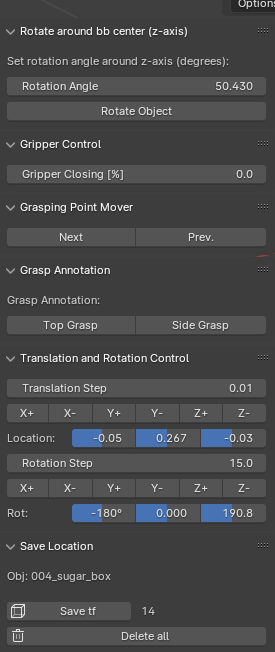 Options
Rotate around bb center (z-axis)
Set rotation angle around z-axis (degrees):
Rotation Angle 50.430
Rotate Object
Gripper Control
Gripper Closing [%] 0.0
Grasping Point Mover
Next Prev.
Grasp Annotation
Grasp Annotation:
Top Grasp Side Grasp
Translation and Rotation Control
Translation Step 0.01
X+ X- Y+ Y- Z+ Z-
Location: -0.05 0.267 -0.03
Rotation Step 15.0
X+ X- Y+ Y- Z+ Z-
Rot: -180° 0.000 190.8
Save Location
Obj: 004_sugar_box
Save tf 14
Delete all